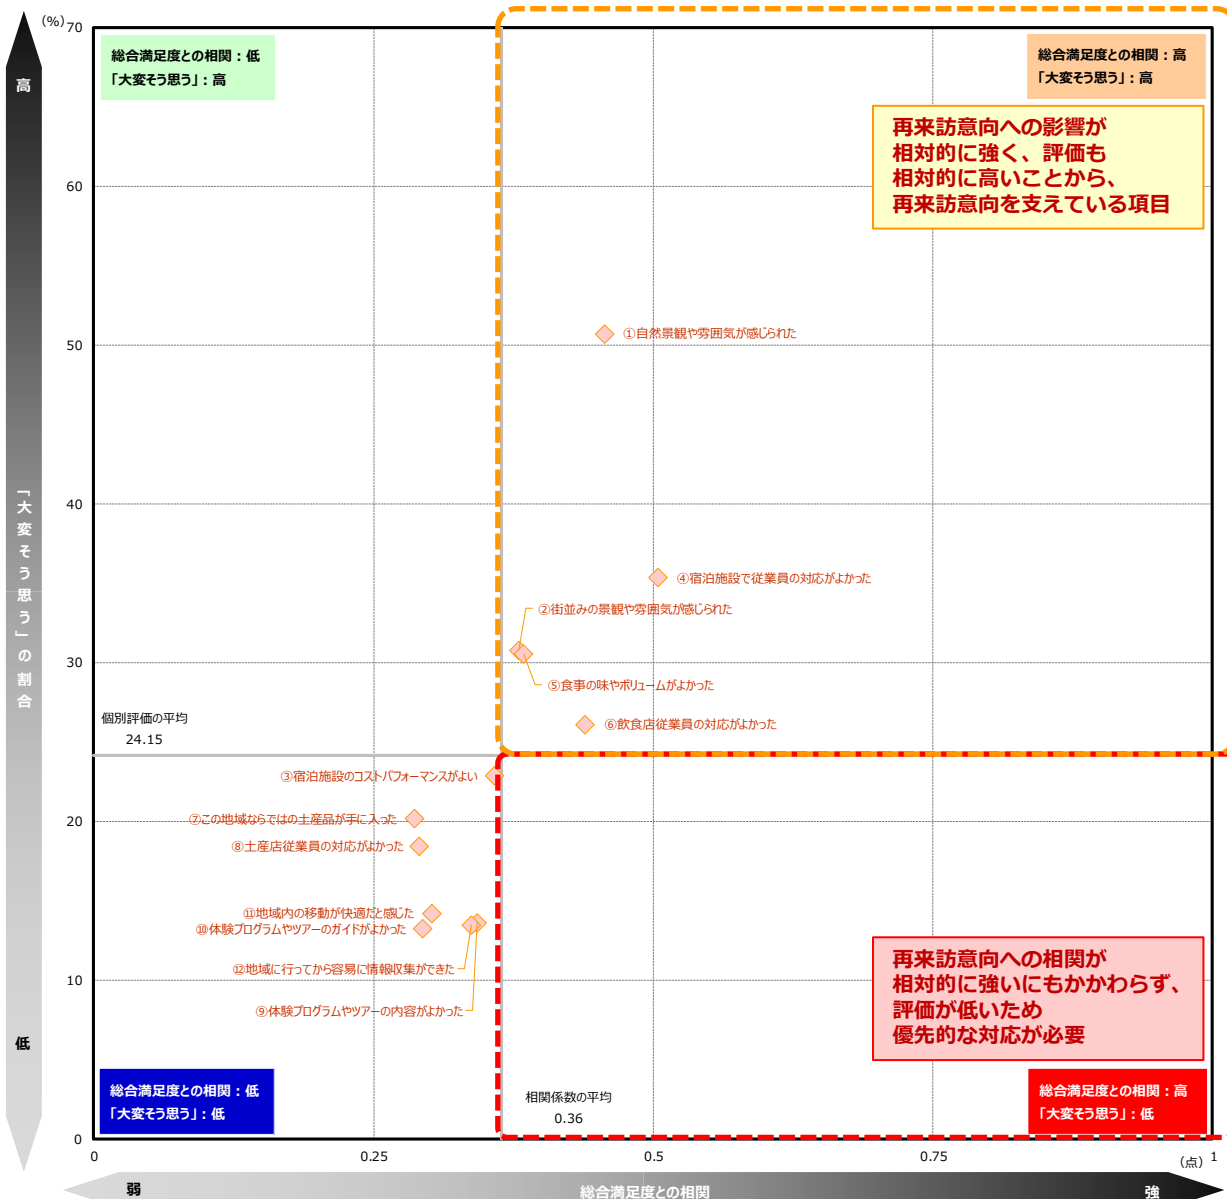 (%)
70
60
50
40
30
20
10
0
高
「大変そう思う」の割合
低
総合満足度との相関：低
「大変そう思う」：高
総合満足度との相関：高
「大変そう思う」：高
再来訪意向への影響が
相対的に強く、評価も
相対的に高いことから、
再来訪意向を支えている項目
①自然景観や雰囲気が感じられた
④宿泊施設で従業員の対応がよかった
②街並みの景観や雰囲気が感じられた
⑤食事の味やボリュームがよかった
⑥飲食店従業員の対応がよかった
個別評価の平均
24.15
③宿泊施設のコストパフォーマンスがよい
⑦この地域ならではの土産品が手に入った
⑧土産店従業員の対応がよかった
⑪地域内の移動が快適だと感じた
⑩体験プログラムやツアーのガイドがよかった
⑫地域に行ってから容易に情報収集ができた
⑨体験プログラムやツアーの内容がよかった
再来訪意向への相関が
相対的に強いにもかかわらず、
評価が低いため
優先的な対応が必要
総合満足度との相関：低
「大変そう思う」：低
相関係数の平均
0.36
総合満足度との相関：高
「大変そう思う」：低
0
0.25
0.5
0.75
1
(点)
弱
総合満足度との相関
強